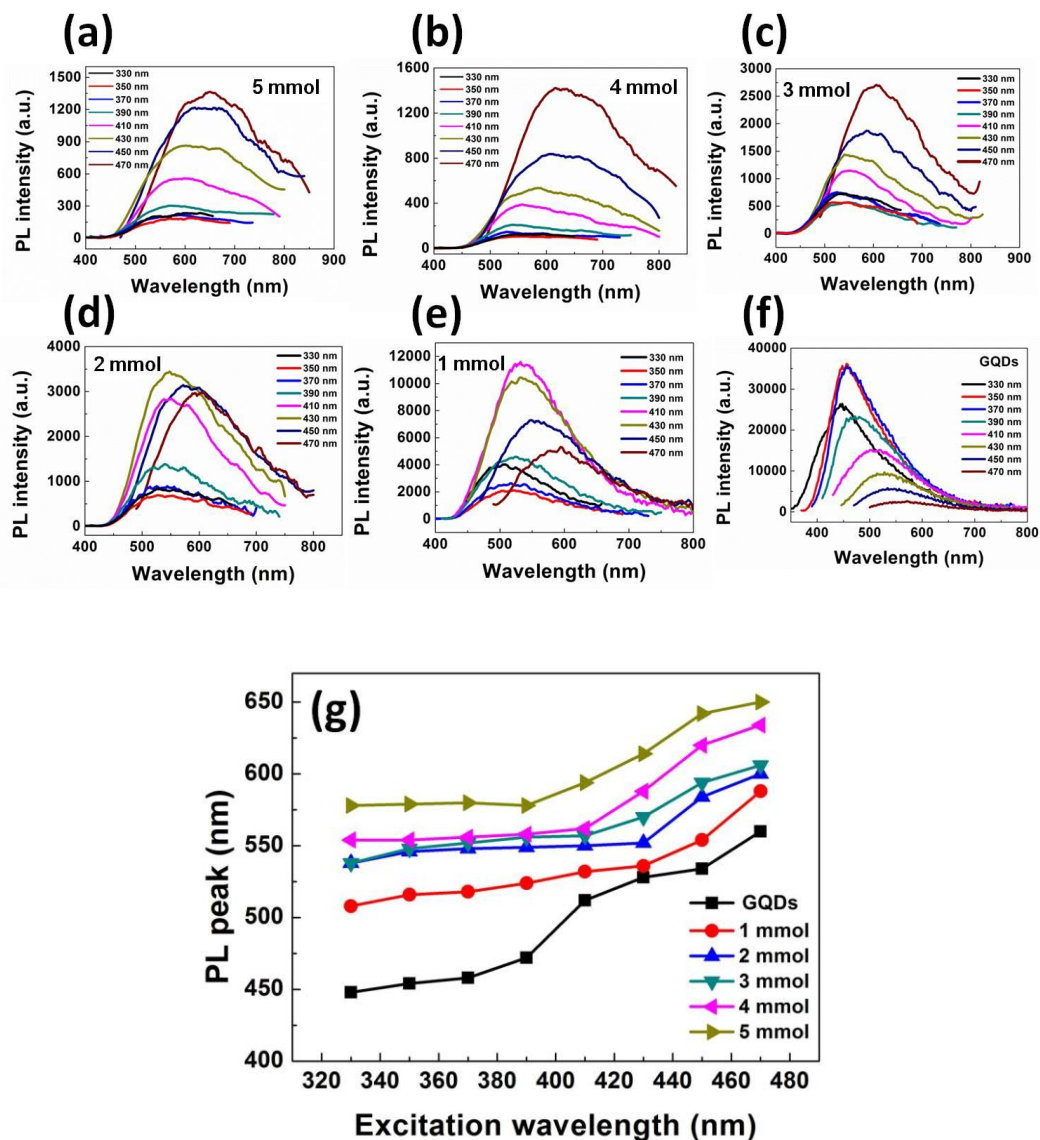 (a)
5 mmol
330 nm
350 nm
370 nm
390 nm
410 nm
430 nm
450 nm
470 nm
1500
1200
900
600
300
0
400 500 600 700 800 900
PL intensity (a.u.)
Wavelength (nm)
(b)
4 mmol
330 nm
350 nm
370 nm
390 nm
410 nm
430 nm
450 nm
470 nm
1600
1200
800
400
0
400 500 600 700 800
PL intensity (a.u.)
Wavelength (nm)
(c)
3 mmol
330 nm
350 nm
370 nm
390 nm
410 nm
430 nm
450 nm
470 nm
3000
2500
2000
1500
1000
500
0
400 500 600 700 800 900
PL intensity (a.u.)
Wavelength (nm)
(d)
2 mmol
330 nm
350 nm
370 nm
390 nm
410 nm
430 nm
450 nm
470 nm
4000
3000
2000
1000
0
400 500 600 700 800
PL intensity (a.u.)
Wavelength (nm)
(e)
1 mmol
330 nm
350 nm
370 nm
390 nm
410 nm
430 nm
450 nm
470 nm
12000
10000
8000
6000
4000
2000
0
400 500 600 700 800
PL intensity (a.u.)
Wavelength (nm)
(f)
GQDs
330 nm
350 nm
370 nm
390 nm
410 nm
430 nm
450 nm
470 nm
40000
30000
20000
10000
0
400 500 600 700 800
PL intensity (a.u.)
Wavelength (nm)
(g)
650
600
550
500
450
400
PL peak (nm)
GQDs
1 mmol
2 mmol
3 mmol
4 mmol
5 mmol
320 340 360 380 400 420 440 460 480
Excitation wavelength (nm)